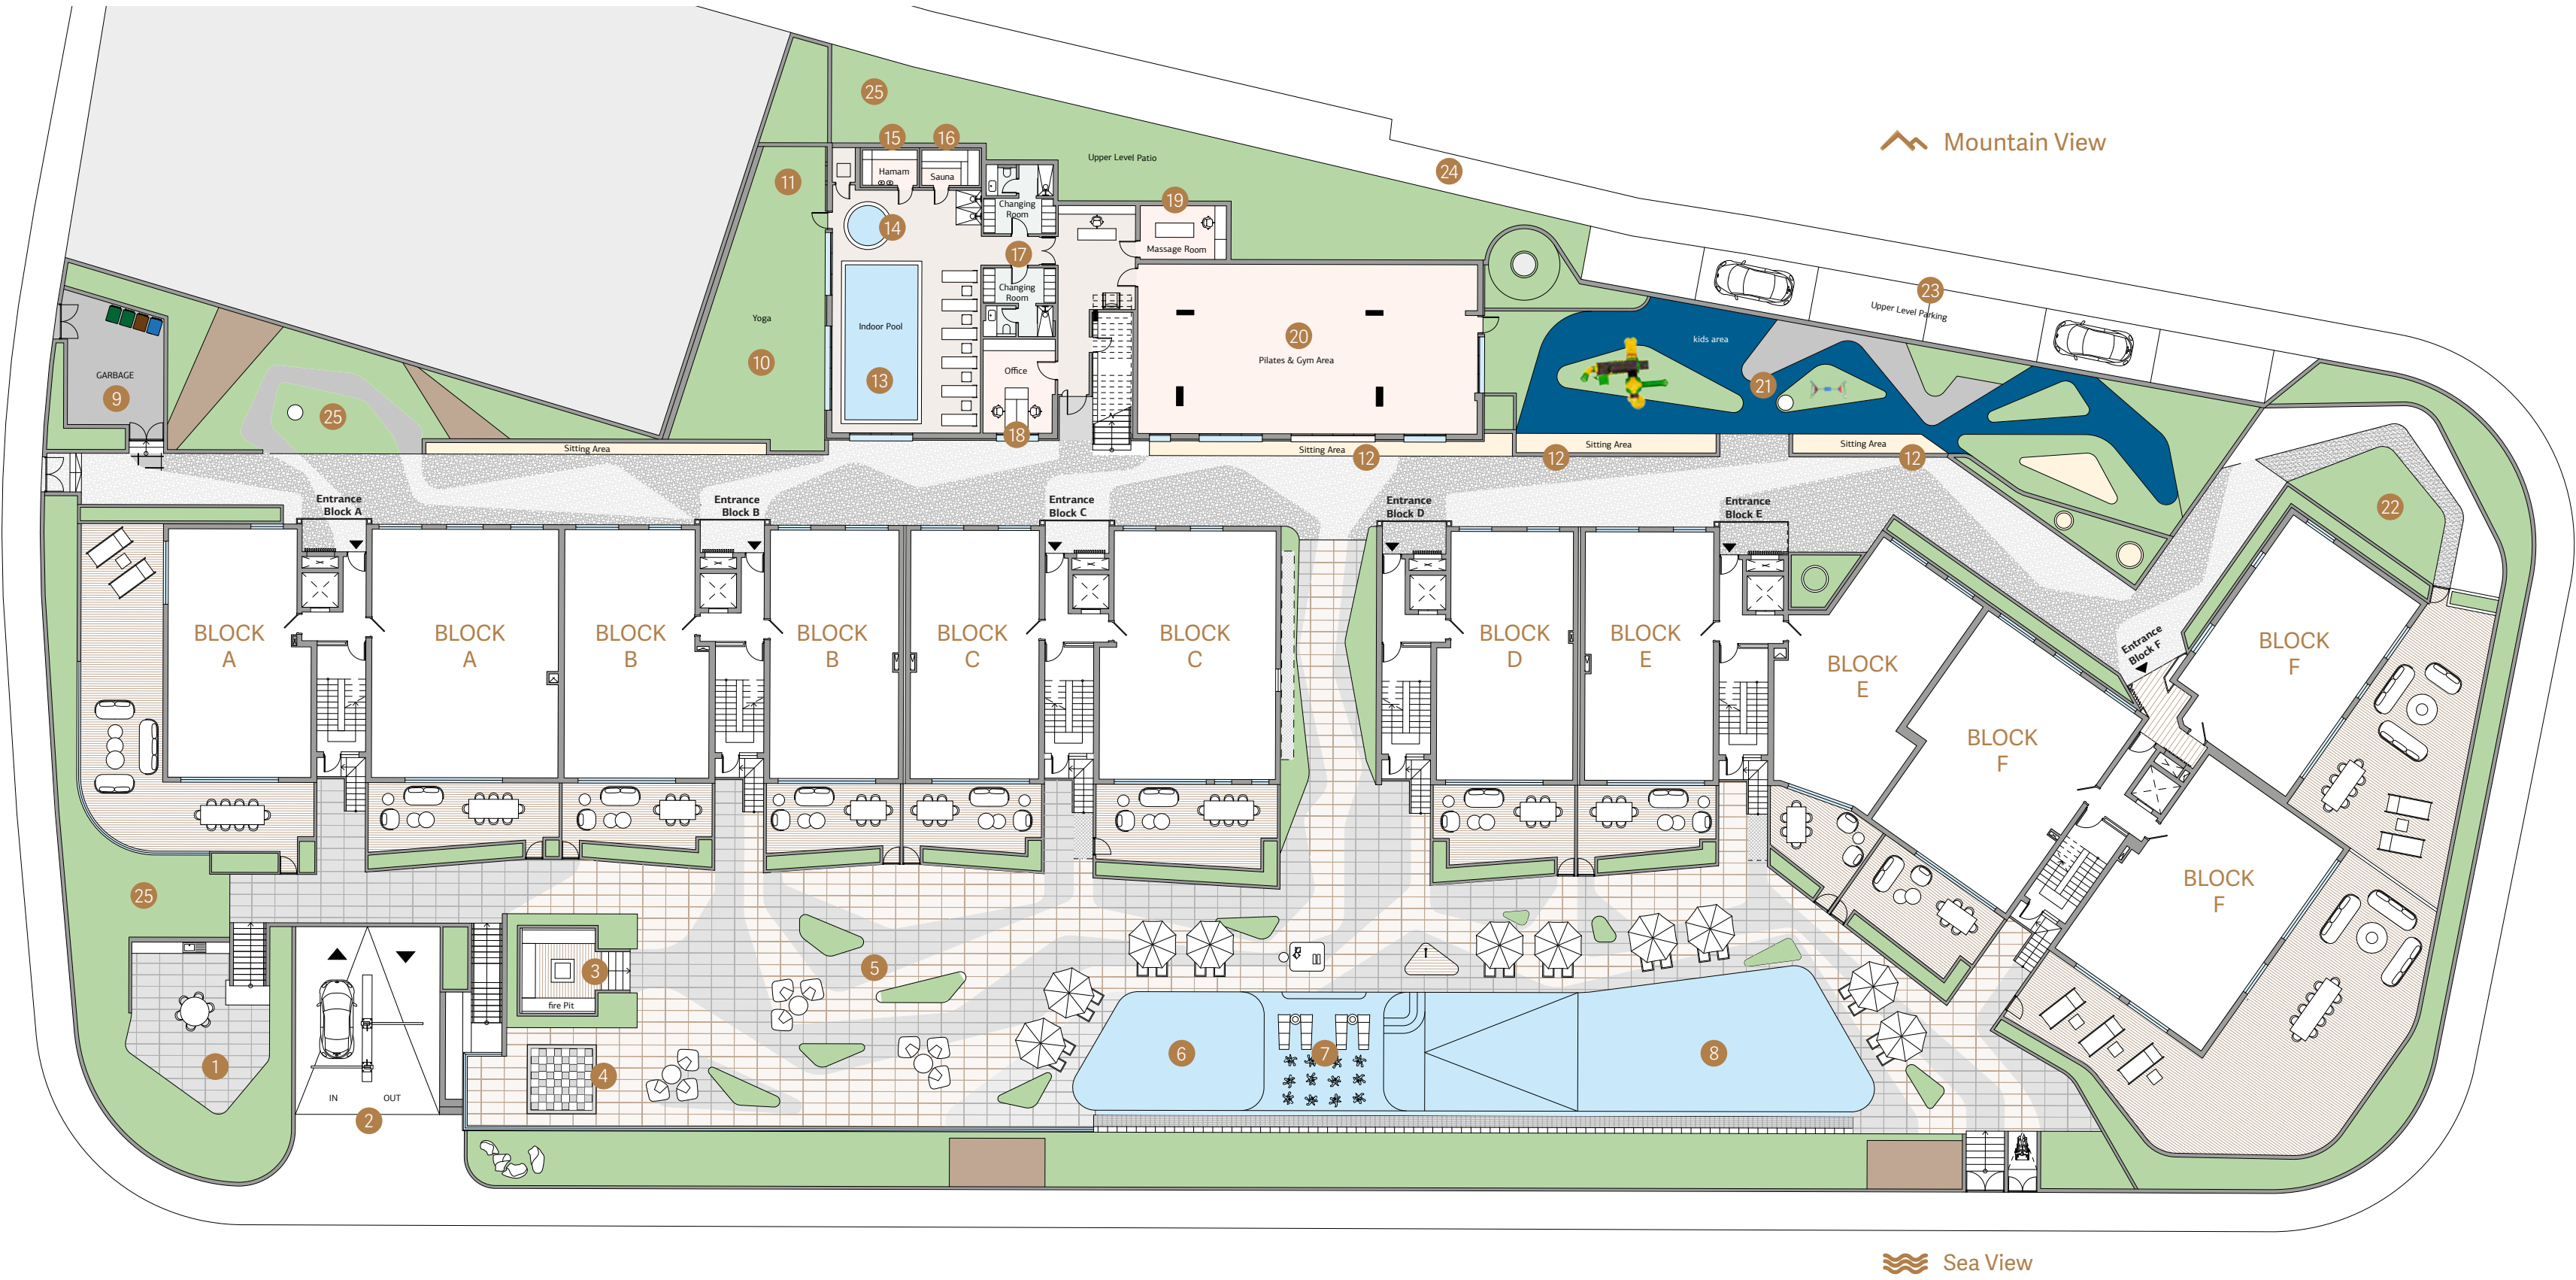 Mountain View
25
15
16
Upper Level Patio
24
Hamam
Sauna
11
19
Changing
Room
14
Massage Room
17
23
Upper Level Parking
Changing
Room
Yoga
Indoor Pool
20
Pilates & Gym Area
kids area
10
Office
13
21
GARBAGE
9
25
18
Sitting Area
Sitting Area
12
Sitting Area
12
Sitting Area
12
22
Entrance
Block A
Entrance
Block B
Entrance
Block C
Entrance
Block D
Entrance
Block E
Entrance
Block F
BLOCK
A
BLOCK
A
BLOCK
B
BLOCK
B
BLOCK
C
BLOCK
C
BLOCK
D
BLOCK
E
BLOCK
E
BLOCK
F
BLOCK
F
BLOCK
F
25
3
fire Pit
5
1
4
6
7
8
IN
OUT
2
Sea View